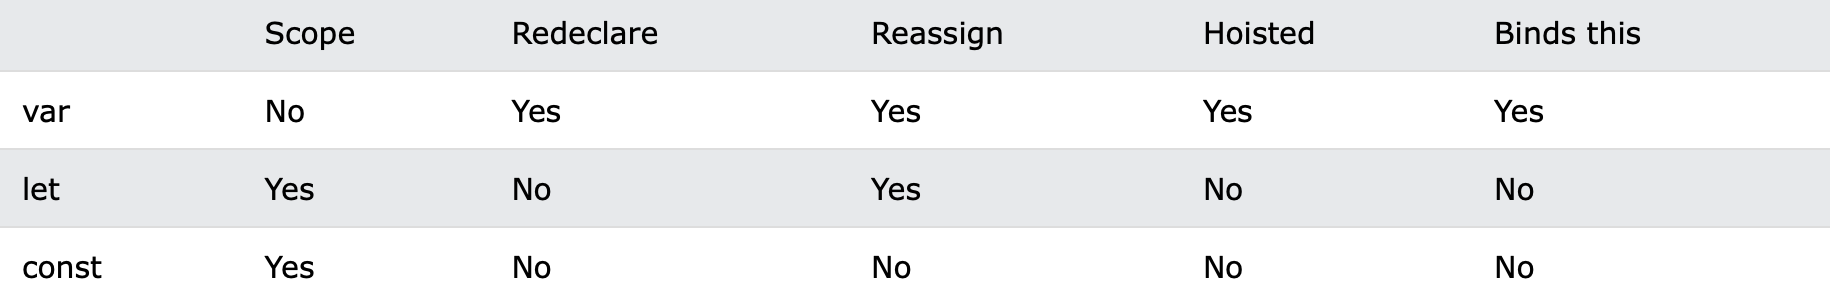 Scope Redeclare Reassign Hoisted Binds this
var No Yes Yes Yes Yes
let Yes No Yes No No
const Yes No No No No